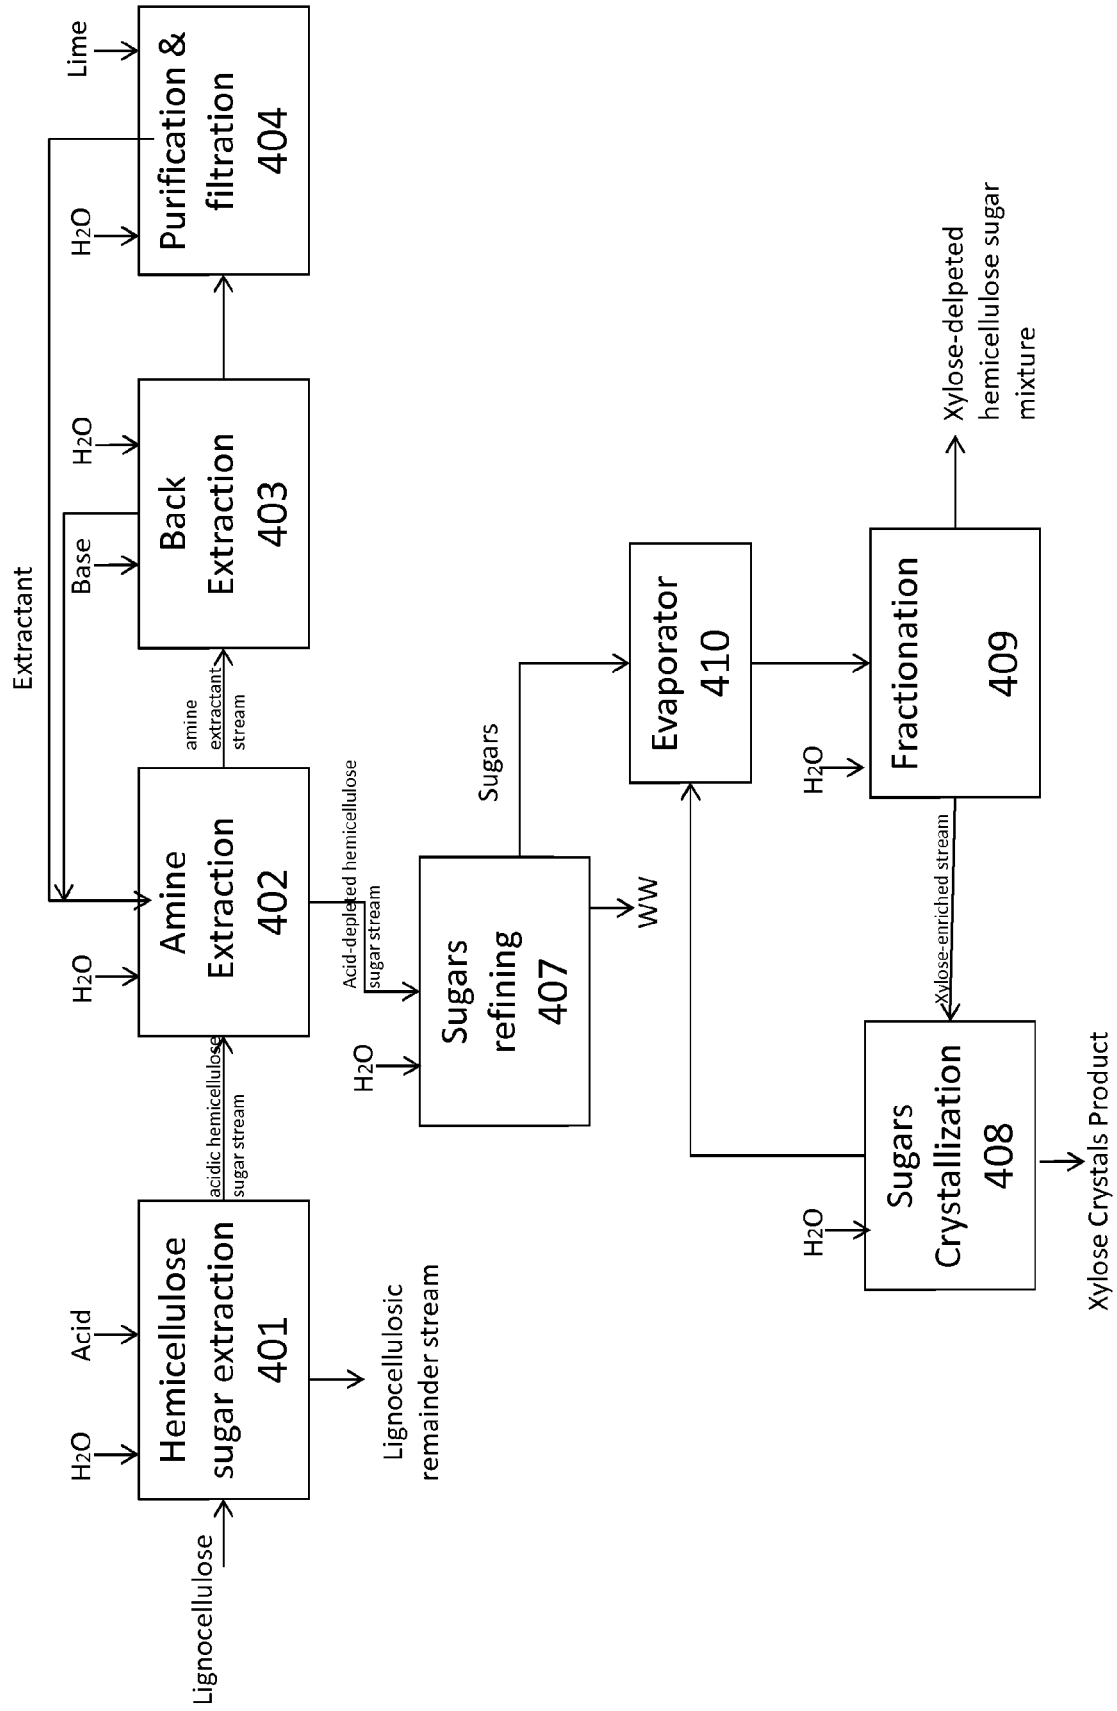 Lignocellulose
H2O
Acid
Hemicellulose
sugar extraction
401
Lignocellulosic
remainder stream
acidic hemicellulose
sugar stream
H2O
Amine
Extraction
402
amine
extractant
stream
Extractant
Base
H2O
Back
Extraction
403
H2O
Lime
Purification &
filtration
404
Acid-depleted hemicellulose
sugar stream
H2O
Sugars
refining
407
WW
Sugars
Evaporator
410
H2O
Fractionation
409
Xylose-delpeted
hemicellulose sugar
mixture
Xylose-enriched stream
H2O
Sugars
Crystallization
408
Xylose Crystals Product